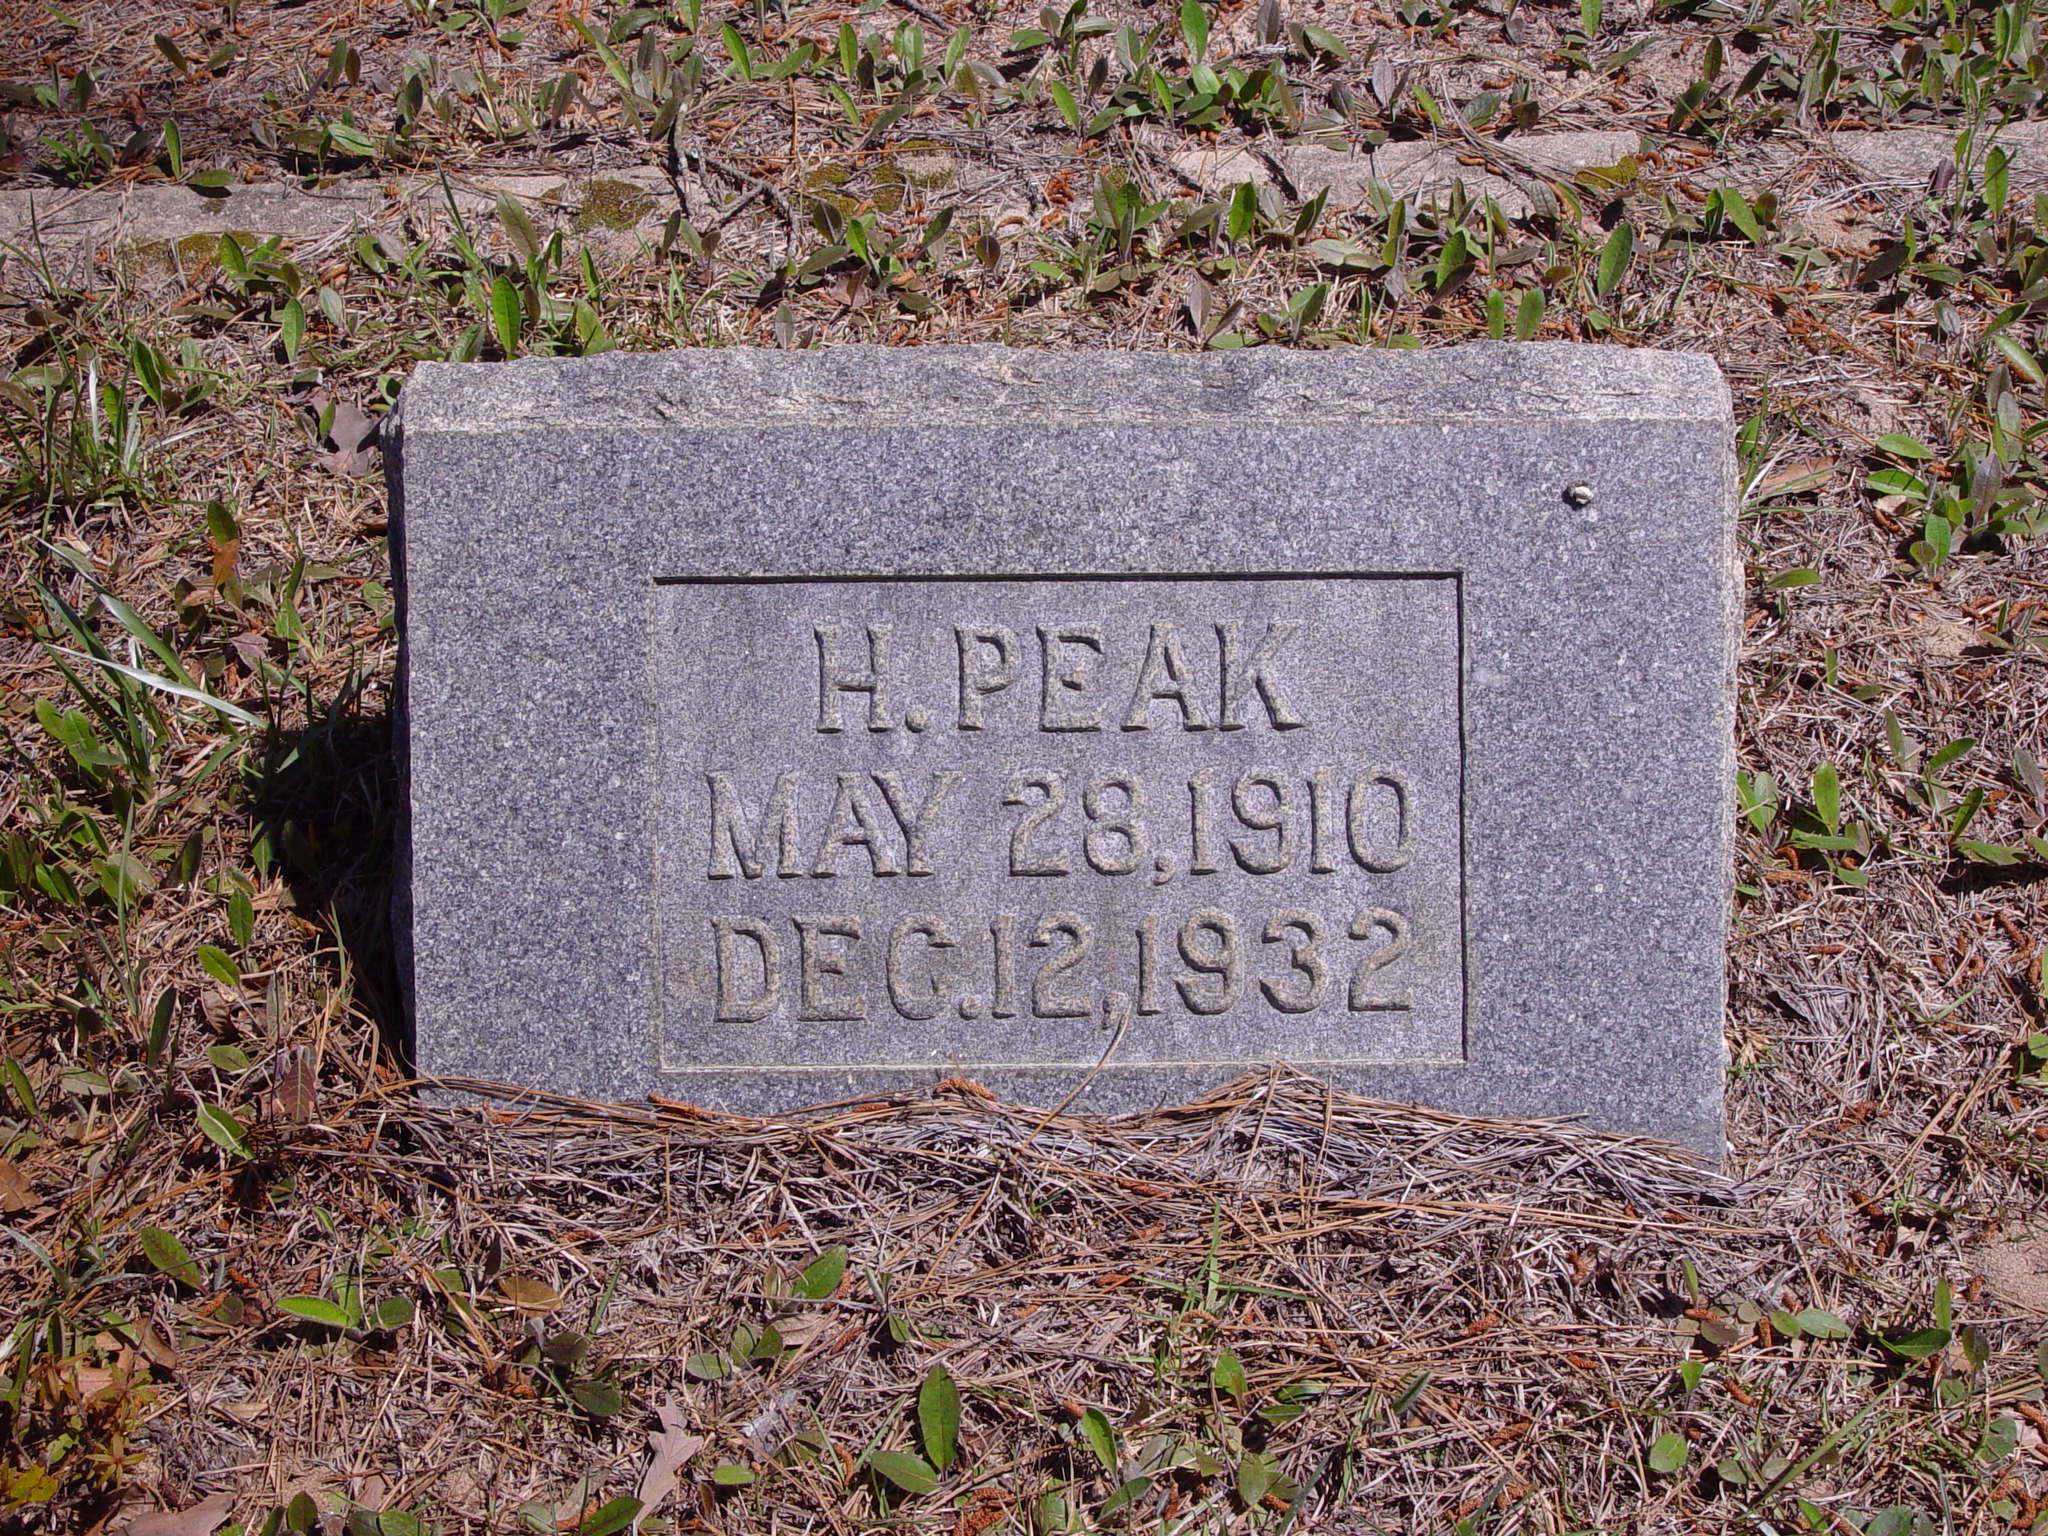 H. PEAK
MAY 28, 1910
DEC. 12, 1932